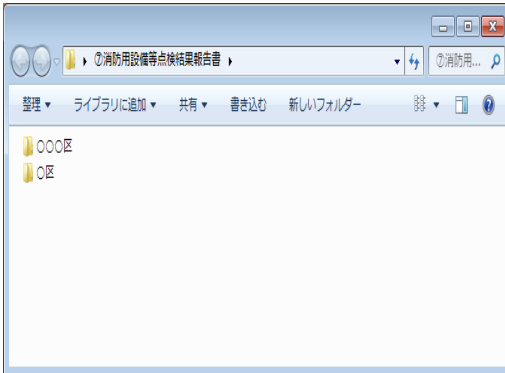 ⑦消防用設備等点検結果報告書
⑦消防用...
整理 ライブラリに追加 共有 書き込む 新しいフォルダー
○○○区
○区